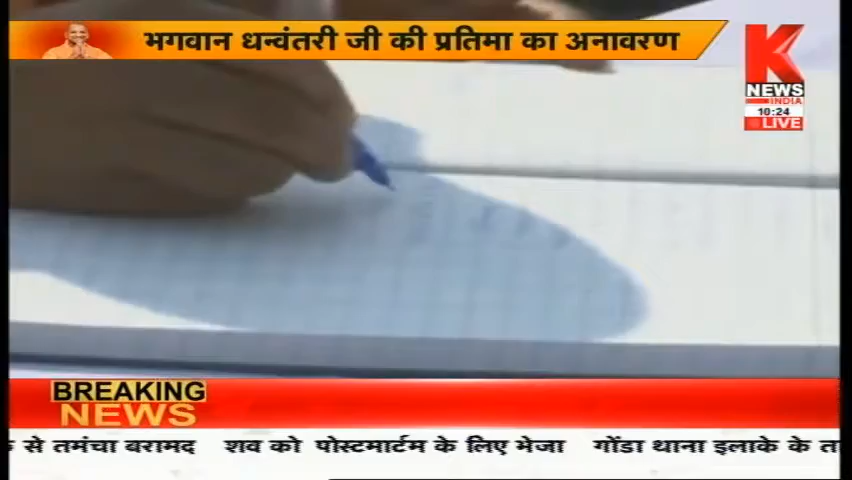 भगवान धन्वंतरी जी की प्रतिमा का अनावरण
K
NEWS
INDIA
10:24
LIVE
BREAKING
NEWS
से तमंचा बरामद शव को पोस्टमार्टम के लिए भेजा गोंडा थाना इलाके के